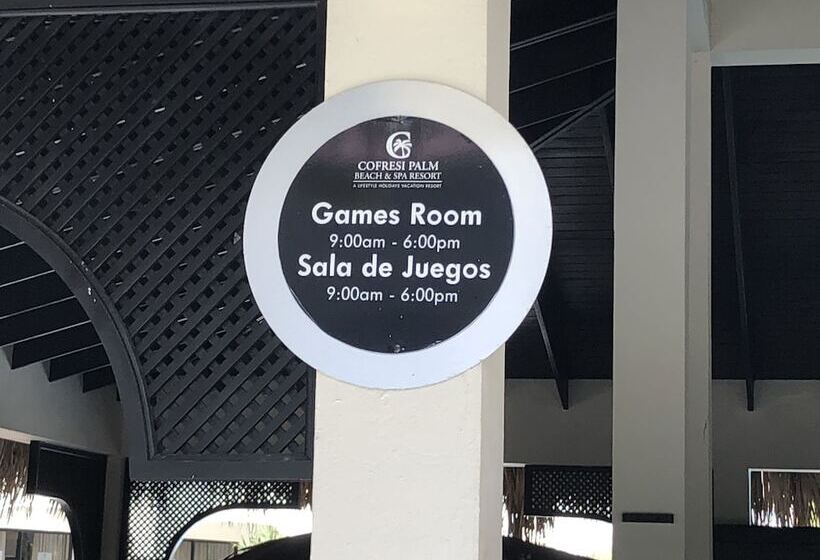 COFRESI PALM
BEACH & SPA RESORT
A LIFESTYLE HOLIDAYS VACATION RESORT
Games Room
9:00am - 6:00pm
Sala de Juegos
9:00am - 6:00pm